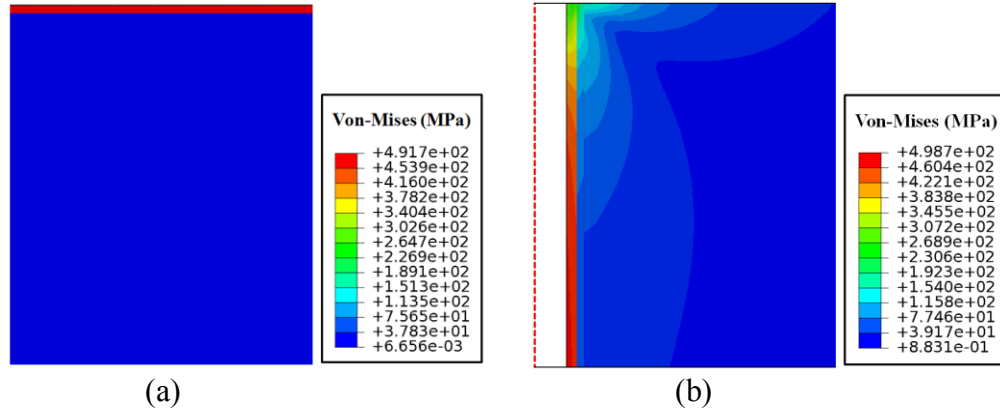 Von-Mises (MPa)
+4.917e+02
+4.539e+02
+4.160e+02
+3.782e+02
+3.404e+02
+3.026e+02
+2.647e+02
+2.269e+02
+1.891e+02
+1.513e+02
+1.135e+02
+7.565e+01
+3.783e+01
+6.656e-03
(a)
Von-Mises (MPa)
+4.987e+02
+4.604e+02
+4.221e+02
+3.838e+02
+3.455e+02
+3.072e+02
+2.689e+02
+2.306e+02
+1.923e+02
+1.540e+02
+1.158e+02
+7.746e+01
+3.917e+01
+8.831e-01
(b)